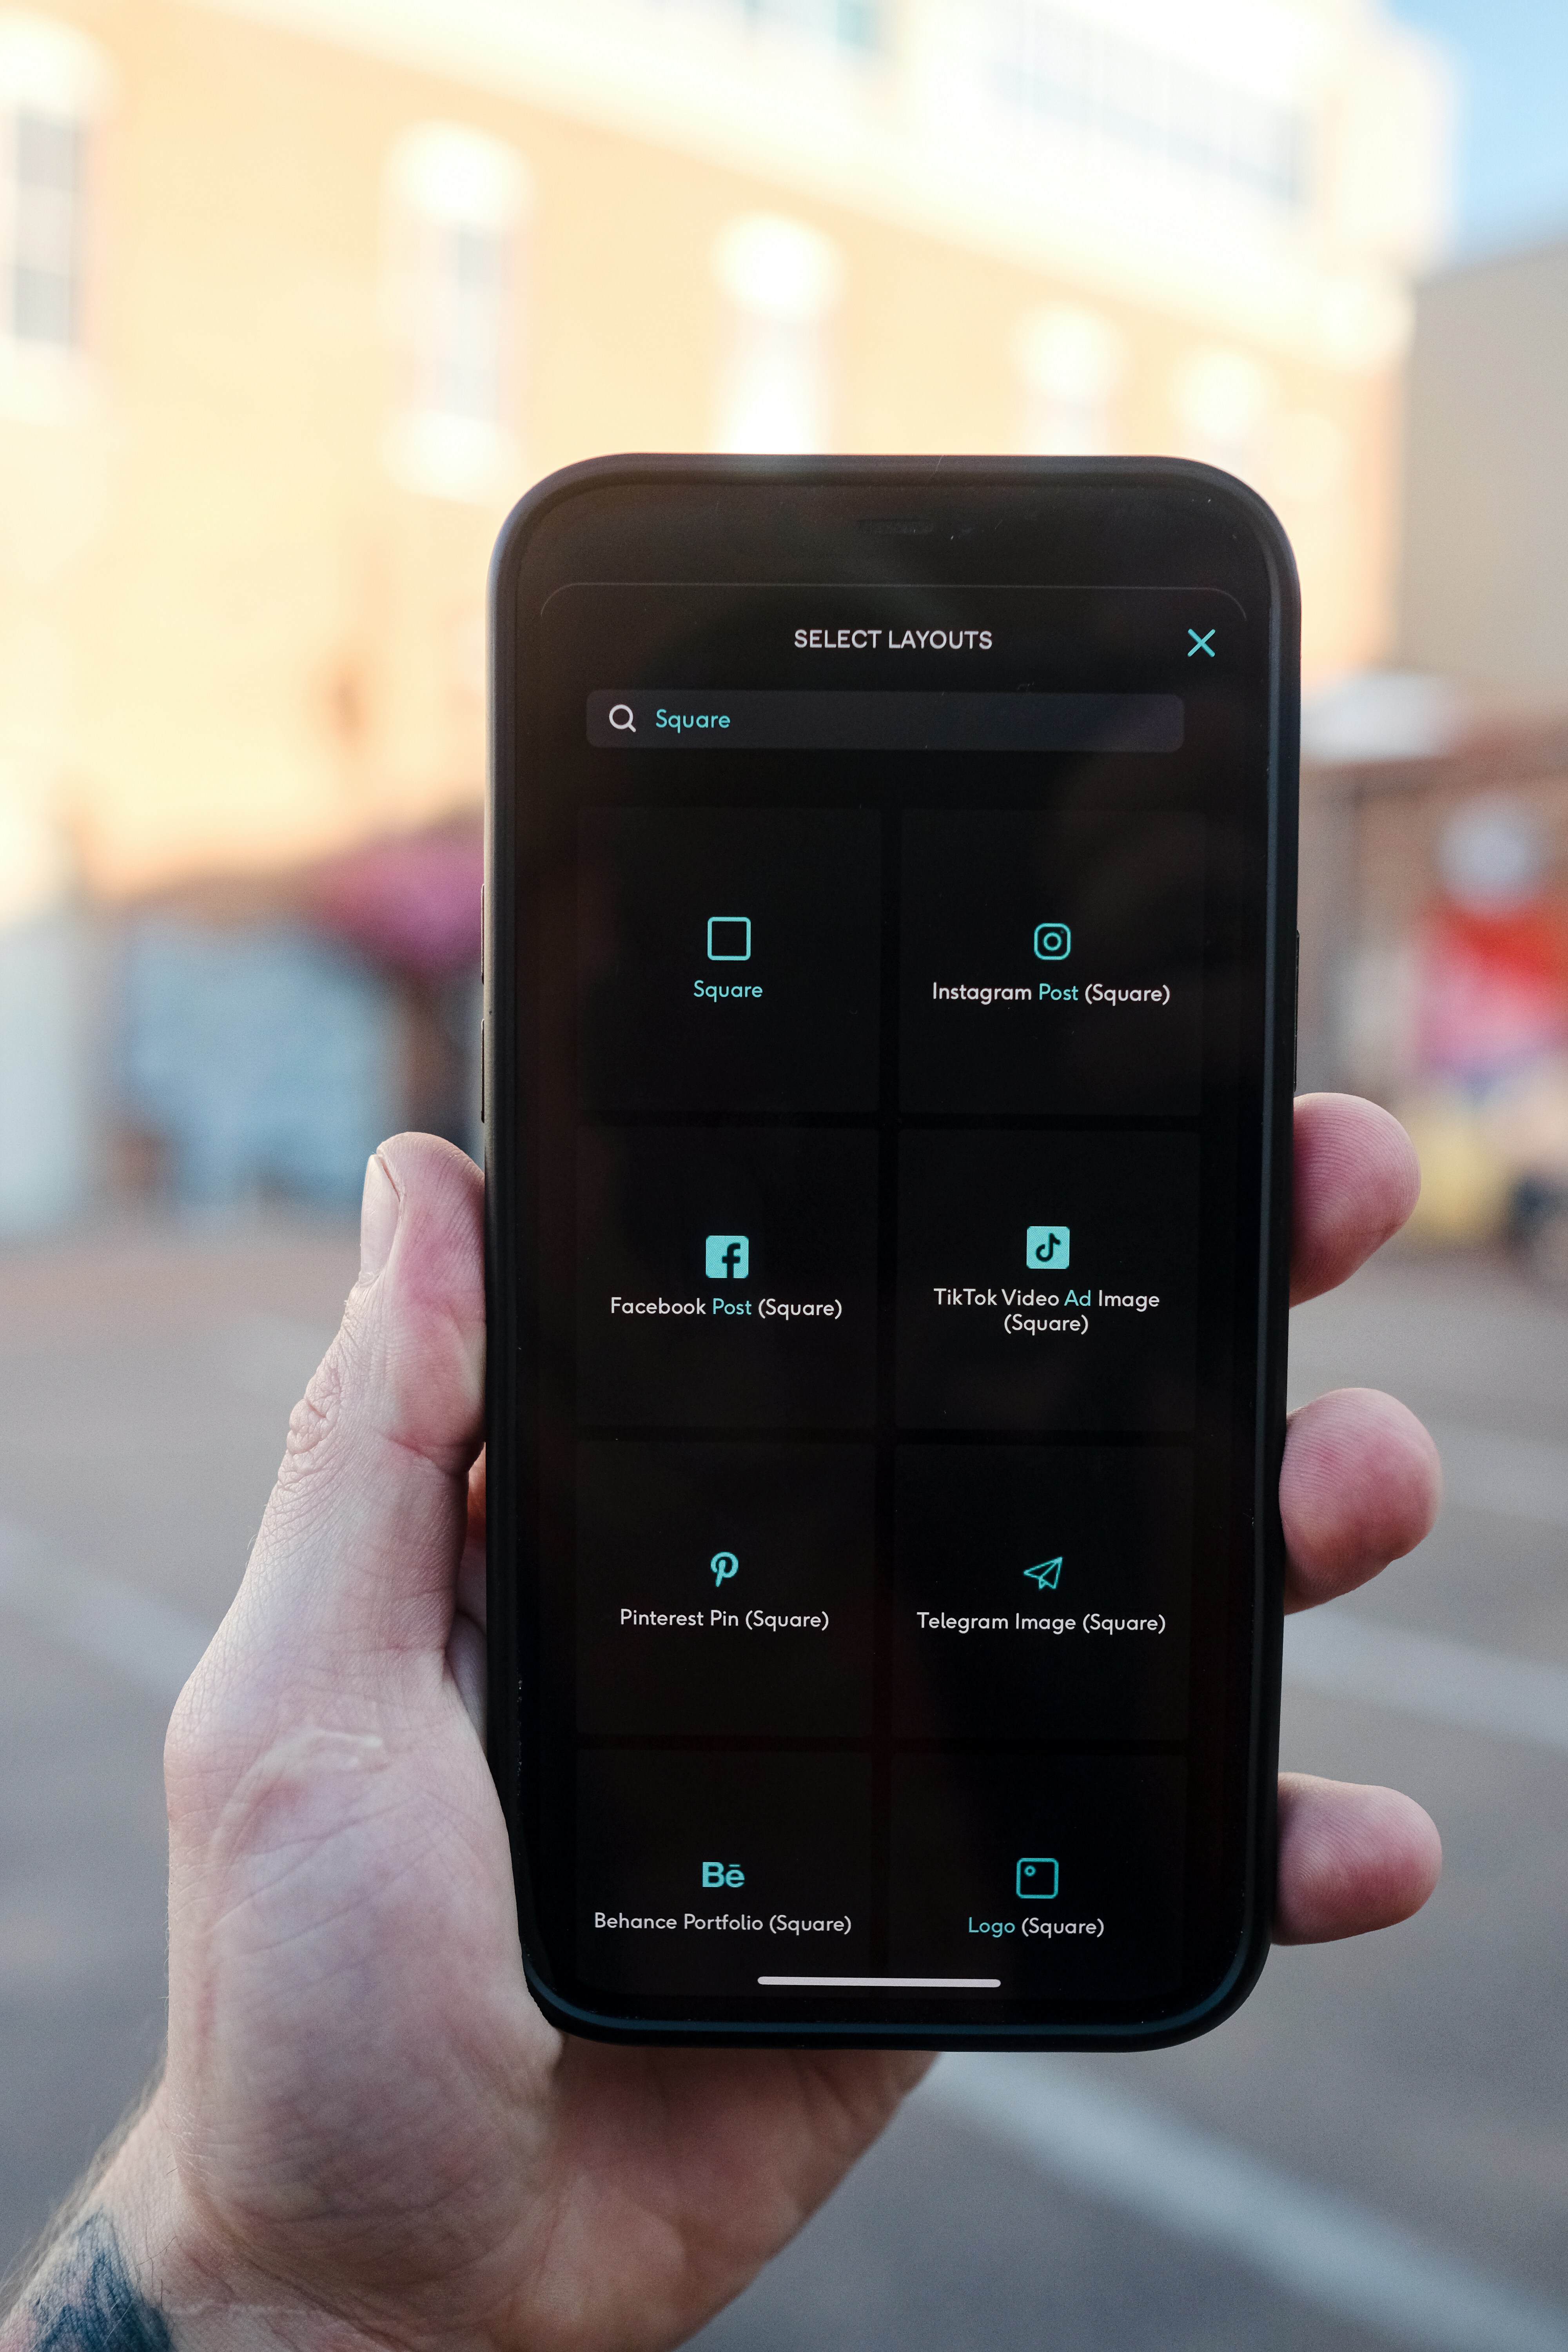 SELECT LAYOUTS
Square
Square
Instagram Post (Square)
Facebook Post (Square)
TikTok Video Ad Image
(Square)
Pinterest Pin (Square)
Telegram Image (Square)
Bē
Behance Portfolio (Square)
Logo (Square)